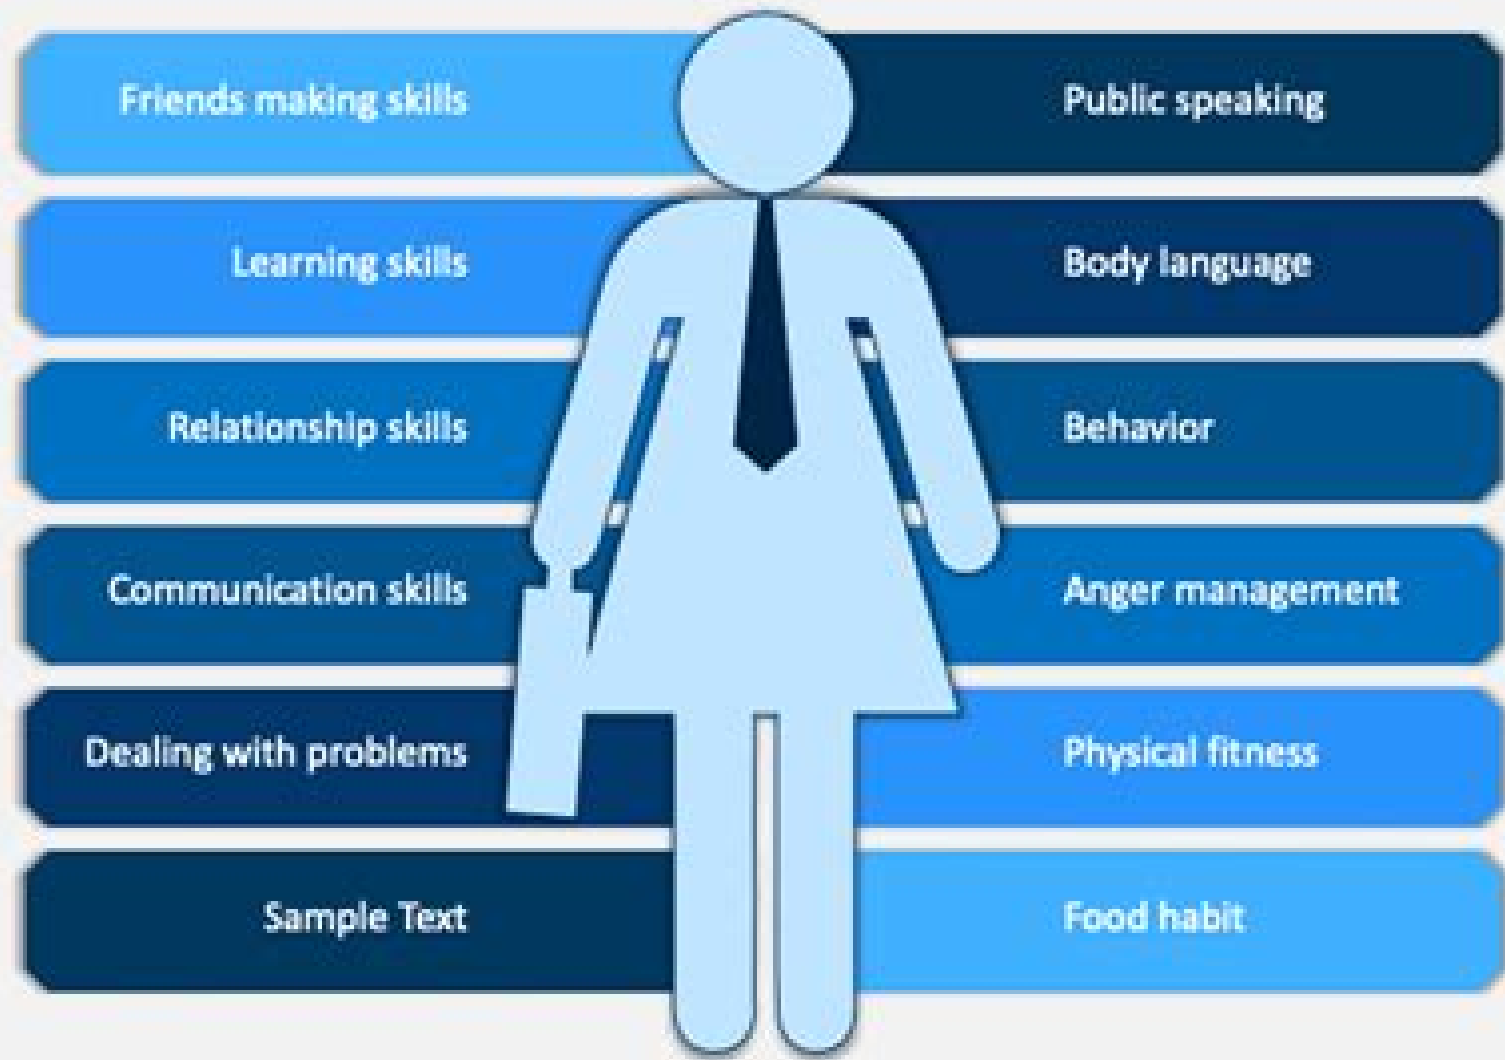 Friends making skills
Public speaking
Learning skills
Body language
Relationship skills
Behavior
Communication skills
Anger management
Dealing with problems
Physical fitness
Sample Text
Food habit